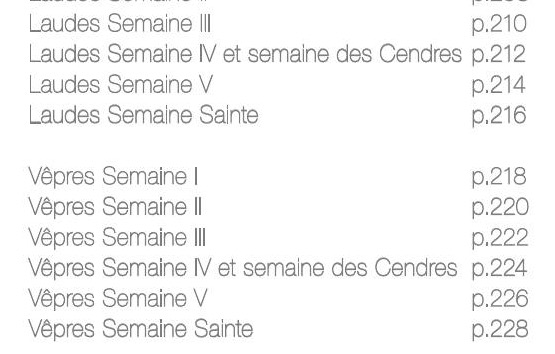 Laudes Semaine III p.210
Laudes Semaine IV et semaine des Cendres p.212
Laudes Semaine V p.214
Laudes Semaine Sainte p.216
Vêpres Semaine I p.218
Vêpres Semaine II p.220
Vêpres Semaine III p.222
Vêpres Semaine IV et semaine des Cendres p.224
Vêpres Semaine V p.226
Vêpres Semaine Sainte p.228